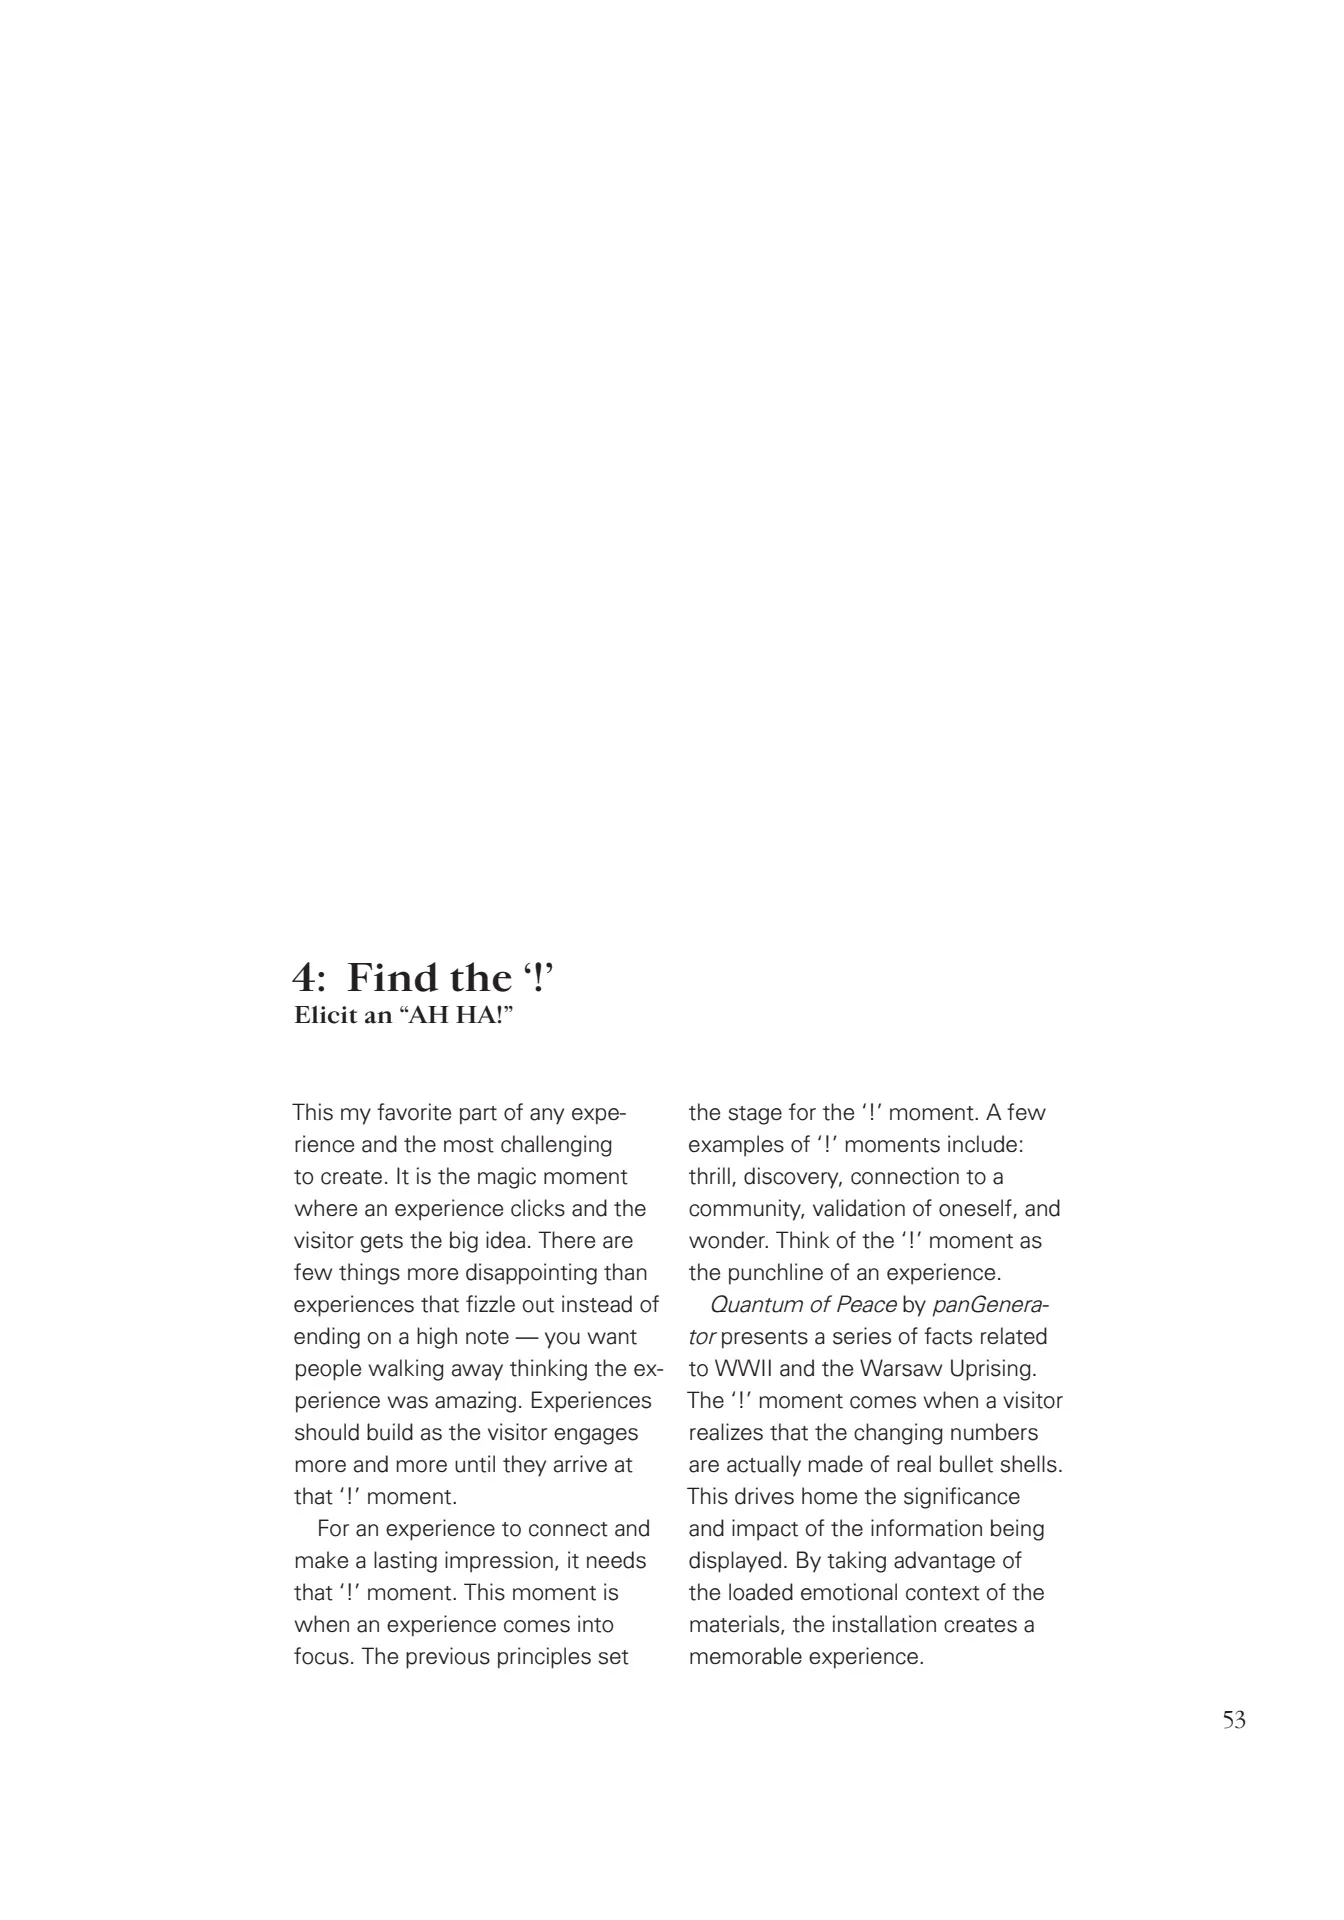 4: Find the ‘!’
Elicit an “AH HA!”
This my favorite part of any expe-
rience and the most challenging
to create. It is the magic moment
where an experience clicks and the
visitor gets the big idea. There are
few things more disappointing than
experiences that fizzle out instead of
ending on a high note — you want
people walking away thinking the ex-
perience was amazing. Experiences
should build as the visitor engages
more and more until they arrive at
that ‘!’ moment.
For an experience to connect and
make a lasting impression, it needs
that ‘!’ moment. This moment is
when an experience comes into
focus. The previous principles set
the stage for the ‘!’ moment. A few
examples of ‘!’ moments include:
thrill, discovery, connection to a
community, validation of oneself, and
wonder. Think of the ‘!’ moment as
the punchline of an experience.
Quantum of Peace by panGenera-
tor presents a series of facts related
to WWII and the Warsaw Uprising.
The ‘!’ moment comes when a visitor
realizes that the changing numbers
are actually made of real bullet shells.
This drives home the significance
and impact of the information being
displayed. By taking advantage of
the loaded emotional context of the
materials, the installation creates a
memorable experience.
53